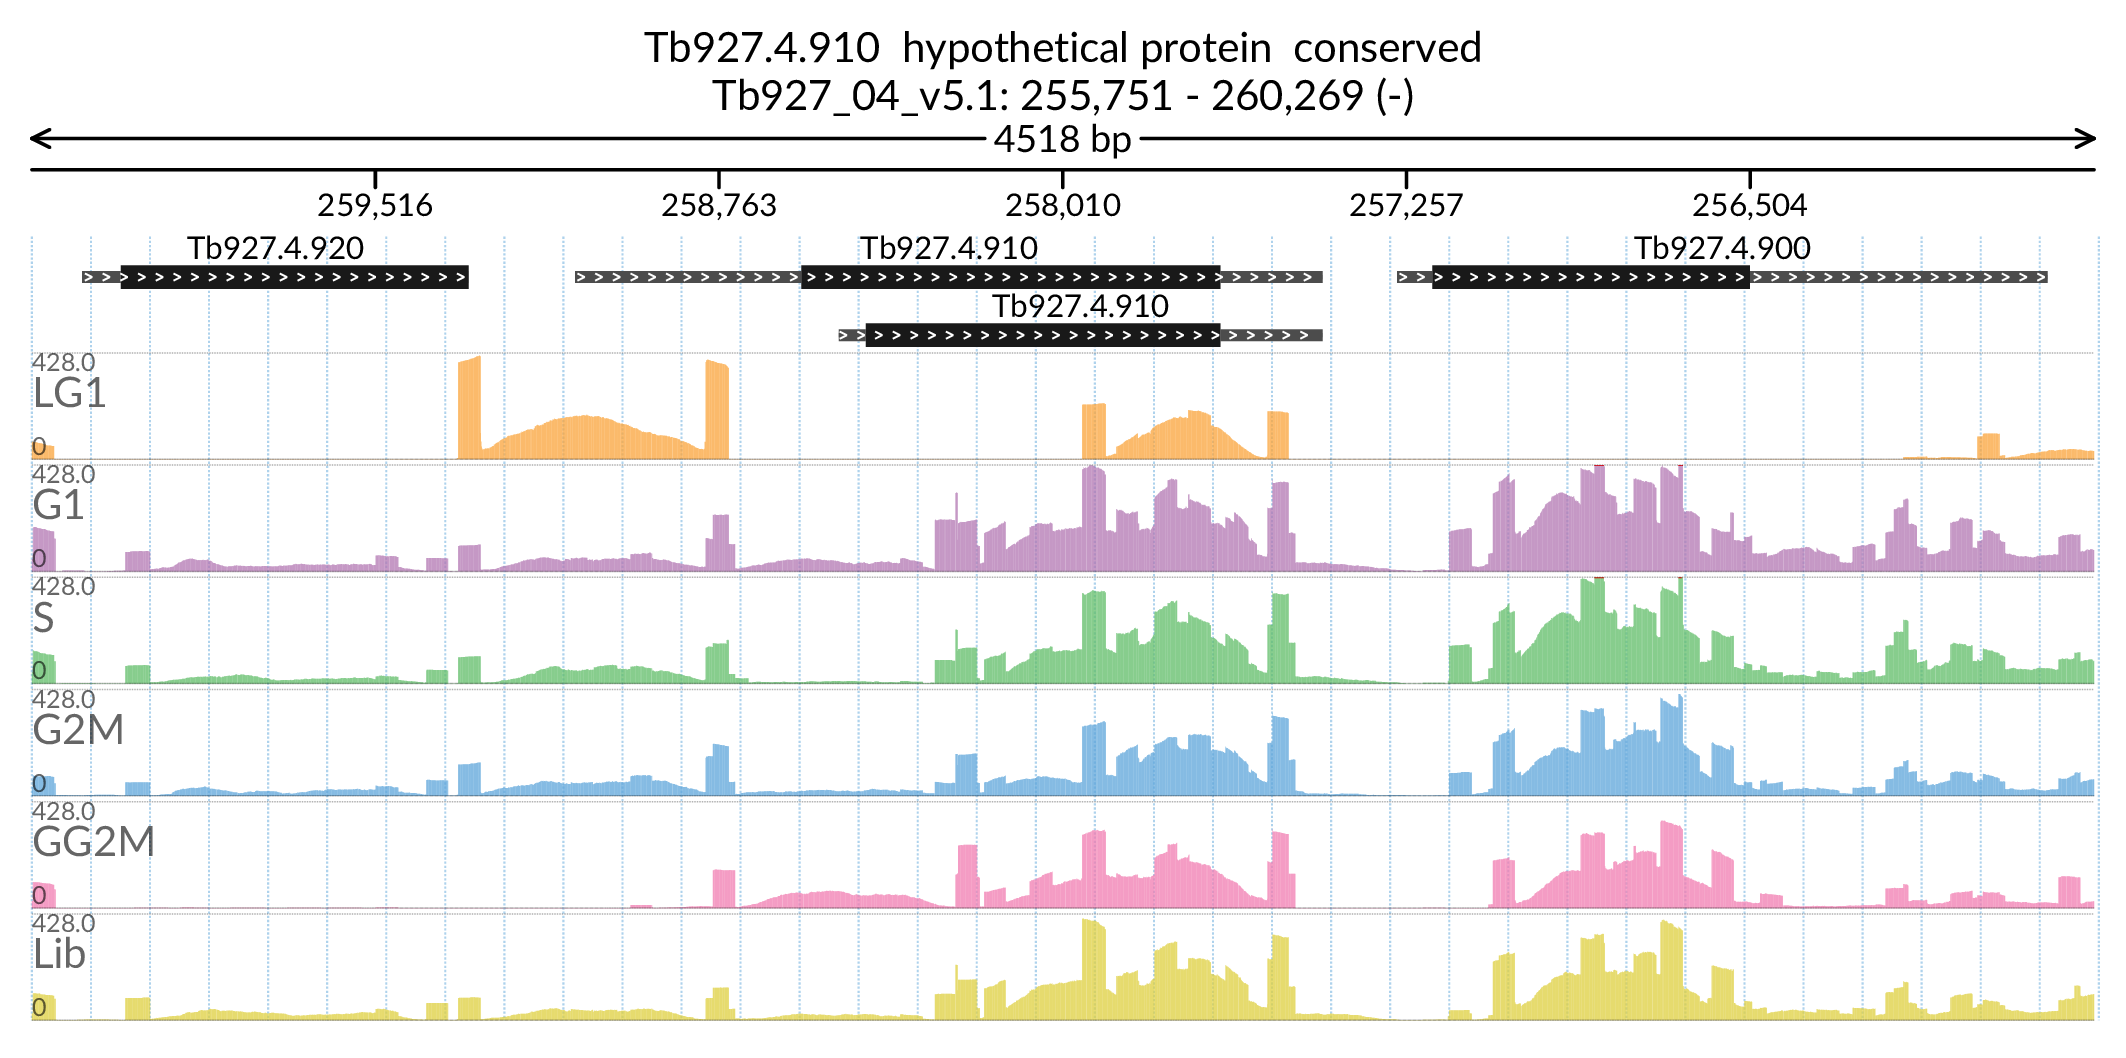 Tb927.4.910  hypothetical protein  conserved
Tb927_04_v5.1: 255,751 - 260,269 (-)
4518 bp
259,516 258,763 258,010 257,257 256,504
Tb927.4.920 Tb927.4.910 Tb927.4.900
Tb927.4.910
428.0
LG1
0
428.0
G1
0
428.0
S
0
428.0
G2M
0
428.0
GG2M
0
428.0
Lib
0